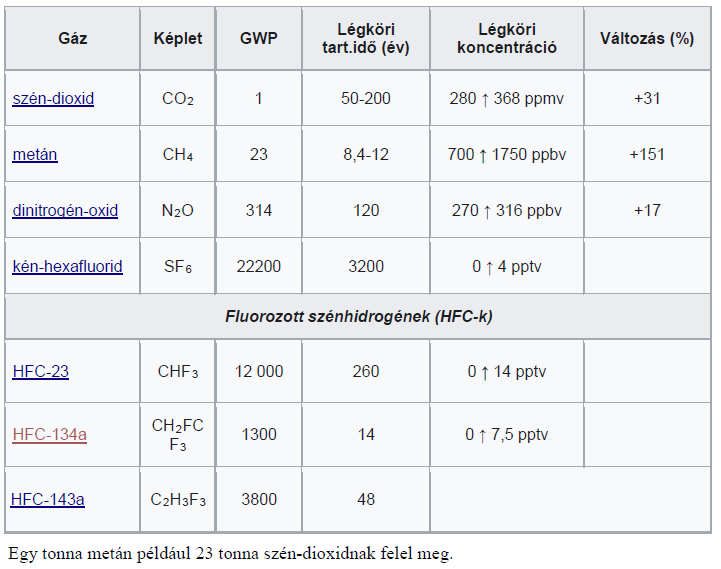 Gáz Képlet GWP Légköri tart.idő (év) Légköri koncentráció Változás (%)
szén-dioxid CO₂ 1 50-200 280 ↑ 368 ppmv +31
metán CH₄ 23 8,4-12 700 ↑ 1750 ppbv +151
dinitrogén-oxid N₂O 314 120 270 ↑ 316 ppbv +17
kén-hexafluorid SF₆ 22200 3200 0 ↑ 4 pptv
Fluorozott szénhidrogének (HFC-k)
HFC-23 CHF₃ 12 000 260 0 ↑ 14 pptv
HFC-134a CH₂FCF₃ 1300 14 0 ↑ 7,5 pptv
HFC-143a C₂H₃F₃ 3800 48
Egy tonna metán például 23 tonna szén-dioxidnak felel meg.